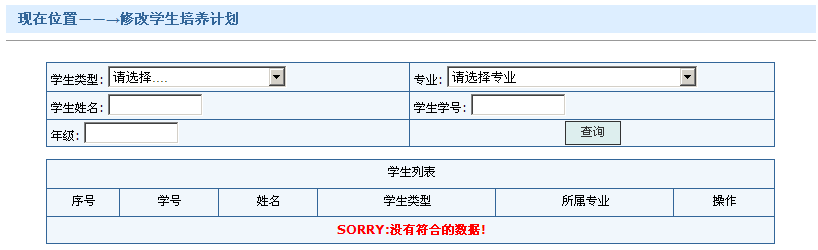 现在位置——→修改学生培养计划
学生类型: 请选择.... 专业: 请选择专业
学生姓名: 学生学号:
年级: 查询
学生列表
序号 学号 姓名 学生类型 所属专业 操作
SORRY:没有符合的数据!